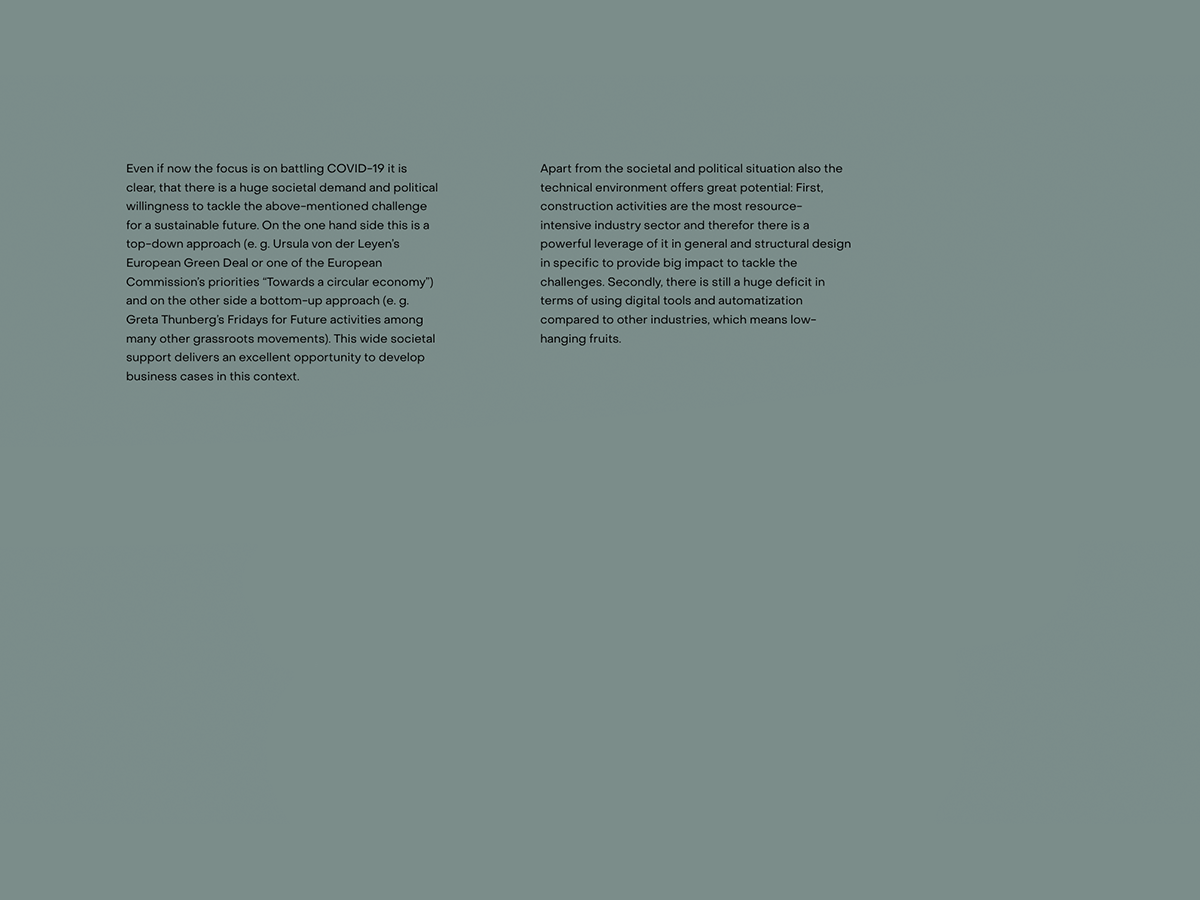 Even if now the focus is on battling COVID-19 it is
clear, that there is a huge societal demand and political
willingness to tackle the above-mentioned challenge
for a sustainable future. On the one hand side this is a
top-down approach (e. g. Ursula von der Leyen’s
European Green Deal or one of the European
Commission’s priorities “Towards a circular economy”)
and on the other side a bottom-up approach (e. g.
Greta Thunberg’s Fridays for Future activities among
many other grassroots movements). This wide societal
support delivers an excellent opportunity to develop
business cases in this context.
Apart from the societal and political situation also the
technical environment offers great potential: First,
construction activities are the most resource-
intensive industry sector and therefor there is a
powerful leverage of it in general and structural design
in specific to provide big impact to tackle the
challenges. Secondly, there is still a huge deficit in
terms of using digital tools and automatization
compared to other industries, which means low-
hanging fruits.